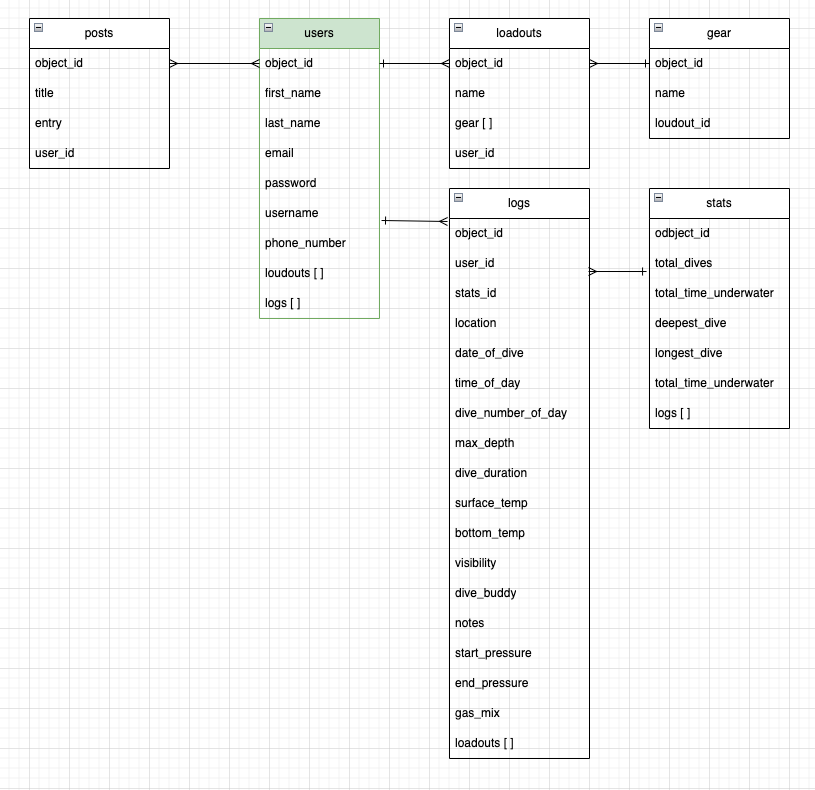 posts
object_id
title
entry
user_id
users
object_id
first_name
last_name
email
password
username
phone_number
loudouts [ ]
logs [ ]
loadouts
object_id
name
gear [ ]
user_id
gear
object_id
name
loudout_id
logs
object_id
user_id
stats_id
location
date_of_dive
time_of_day
dive_number_of_day
max_depth
dive_duration
surface_temp
bottom_temp
visibility
dive_buddy
notes
start_pressure
end_pressure
gas_mix
loadouts [ ]
stats
odbject_id
total_dives
total_time_underwater
deepest_dive
longest_dive
total_time_underwater
logs [ ]